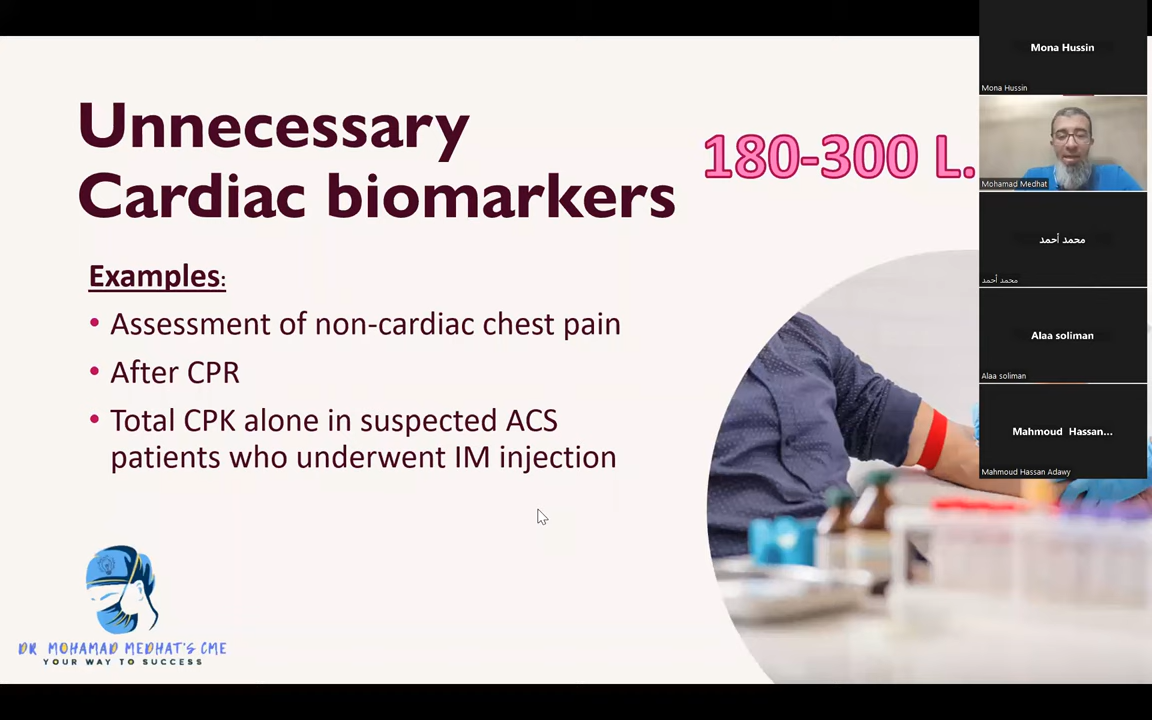 Unnecessary
Cardiac biomarkers
180-300 L.
Examples:
• Assessment of non-cardiac chest pain
• After CPR
• Total CPK alone in suspected ACS
patients who underwent IM injection
DR MOHAMAD MEDHAT'S CME
YOUR WAY TO SUCCESS
Mona Hussin
Mona Hussin
Mohamad Medhat
محمد أحمد
محمد أحمد
Alaa soliman
Alaa soliman
Mahmoud Hassan...
Mahmoud Hassan Adawy